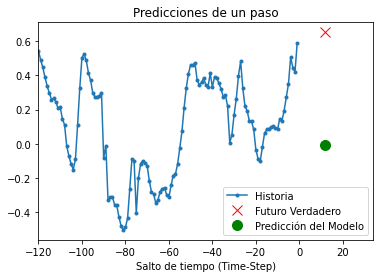 Predicciones de un paso
0.6
0.4
0.2
0.0
−0.2
−0.4
−120 −100 −80 −60 −40 −20 0 20
Salto de tiempo (Time-Step)
Historia
Futuro Verdadero
Predicción del Modelo